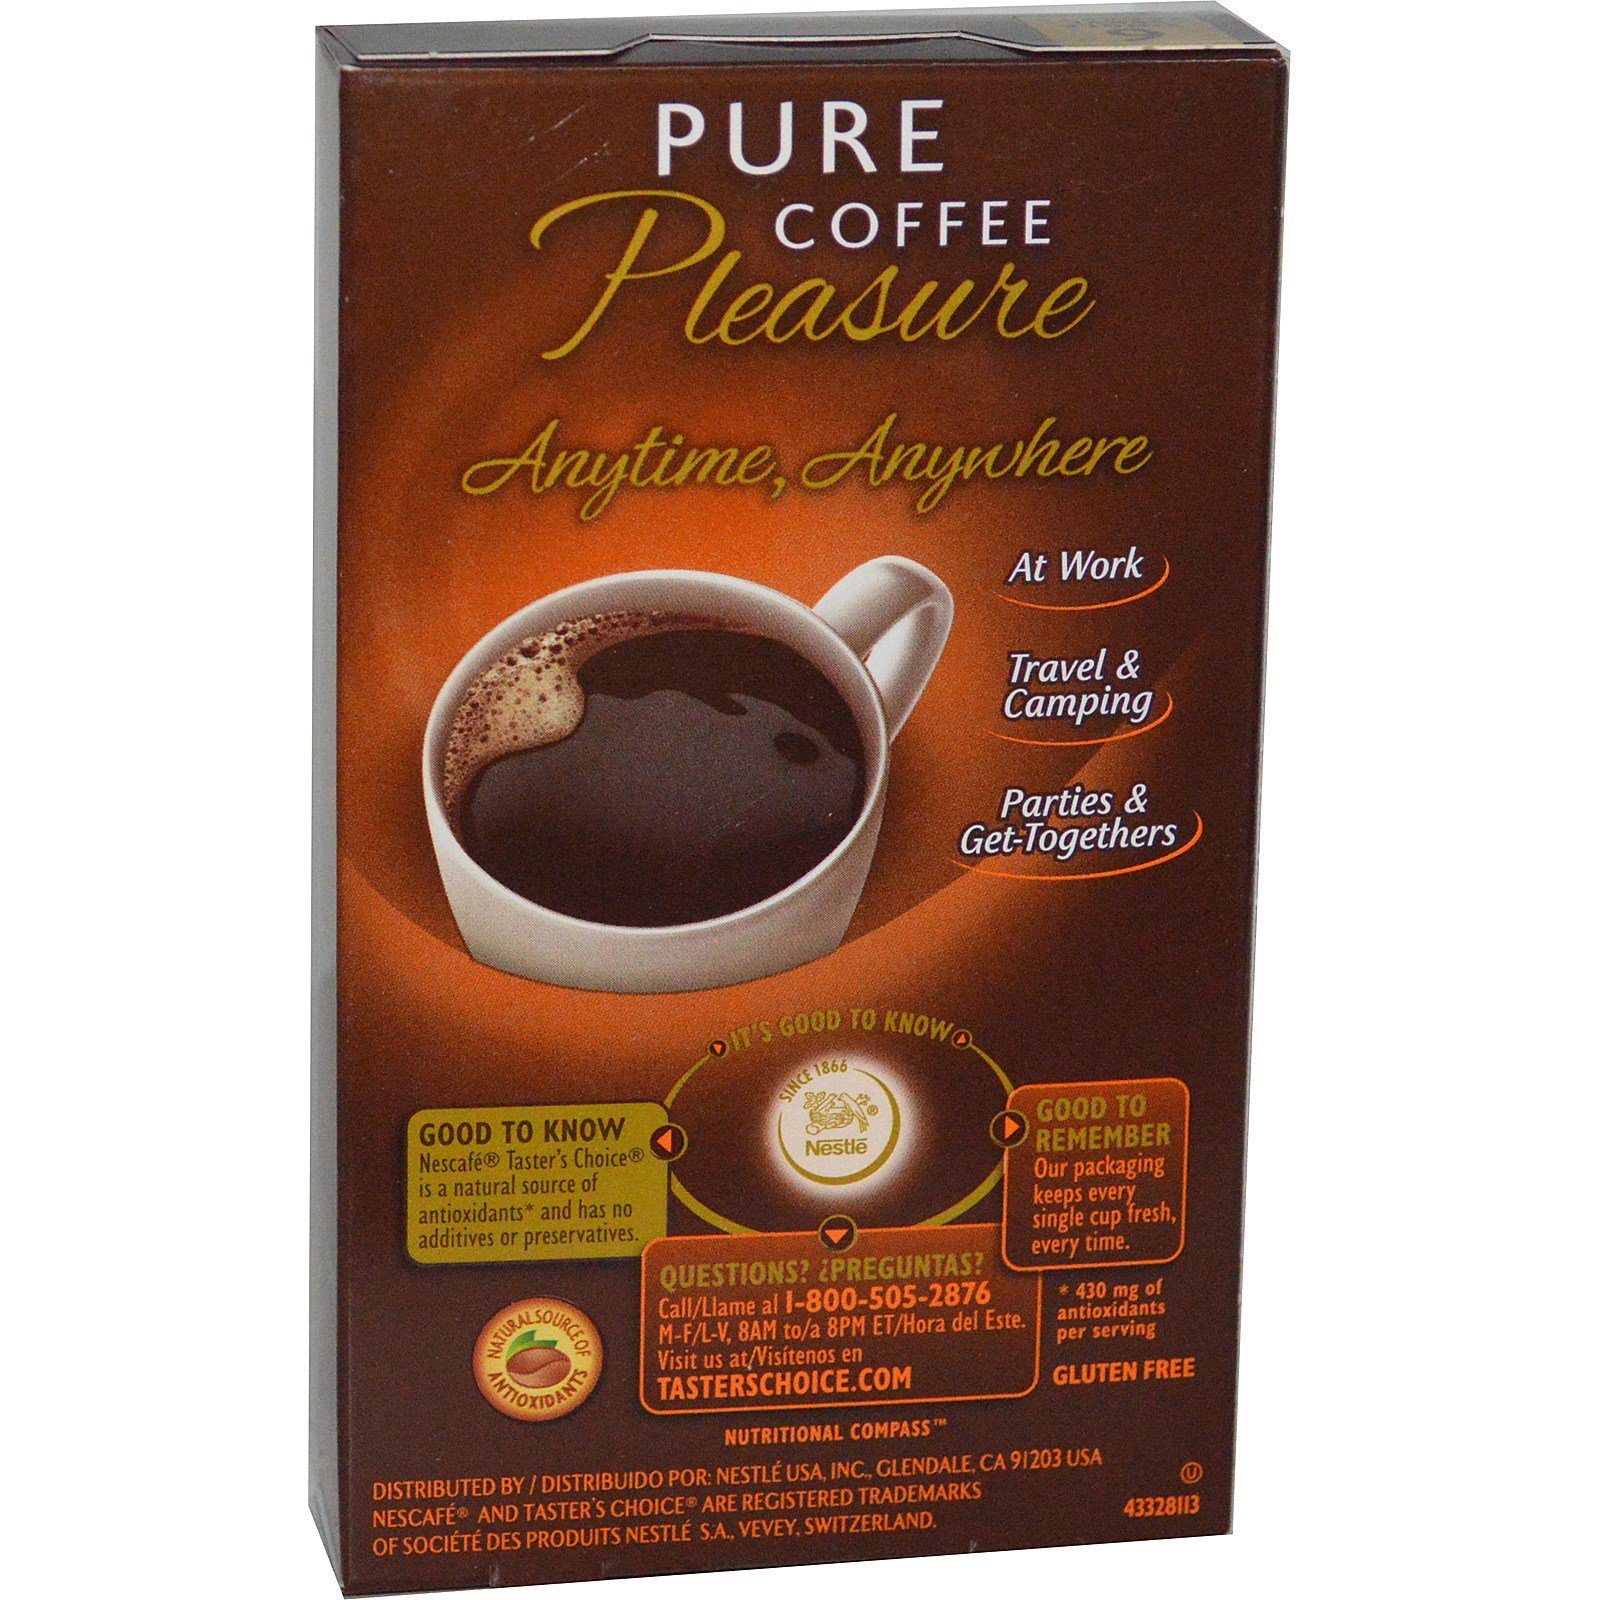 PURE
COFFEE
Pleasure
Anytime, Anywhere
At Work
Travel &
Camping
Parties &
Get-Togethers
IT'S GOOD TO KNOW
SINCE 1866
®
Nestlé
GOOD TO KNOW
Nescafé® Taster's Choice®
is a natural source of
antioxidants* and has no
additives or preservatives.
GOOD TO
REMEMBER
Our packaging
keeps every
single cup fresh,
every time.
QUESTIONS? ¿PREGUNTAS?
Call/Llame al 1-800-505-2876
M-F/L-V, 8AM to/a 8PM ET/Hora del Este.
Visit us at/Visítenos en
TASTERSCHOICE.COM
* 430 mg of
antioxidants
per serving
GLUTEN FREE
NATURAL SOURCE OF
ANTIOXIDANTS
NUTRITIONAL COMPASS™
DISTRIBUTED BY / DISTRIBUIDO POR: NESTLÉ USA, INC., GLENDALE, CA 91203 USA
NESCAFÉ® AND TASTER'S CHOICE® ARE REGISTERED TRADEMARKS
OF SOCIÉTÉ DES PRODUITS NESTLÉ S.A., VEVEY, SWITZERLAND.
U
43328113